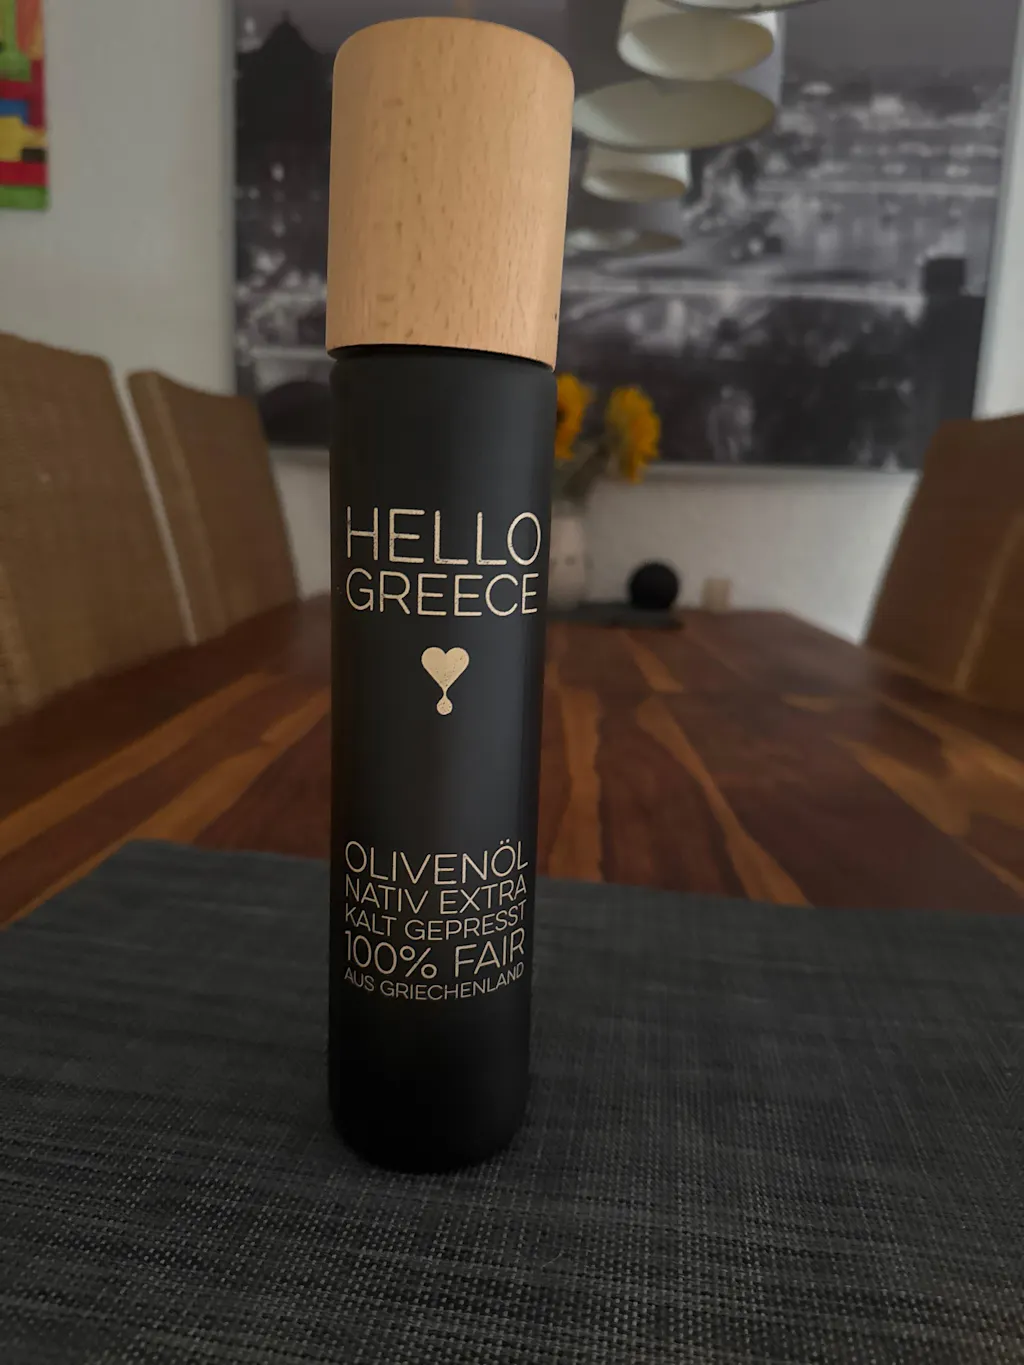 HELLO
GREECE
OLIVENÖL
NATIV EXTRA
KALT GEPRESST
100% FAIR
AUS GRIECHENLAND